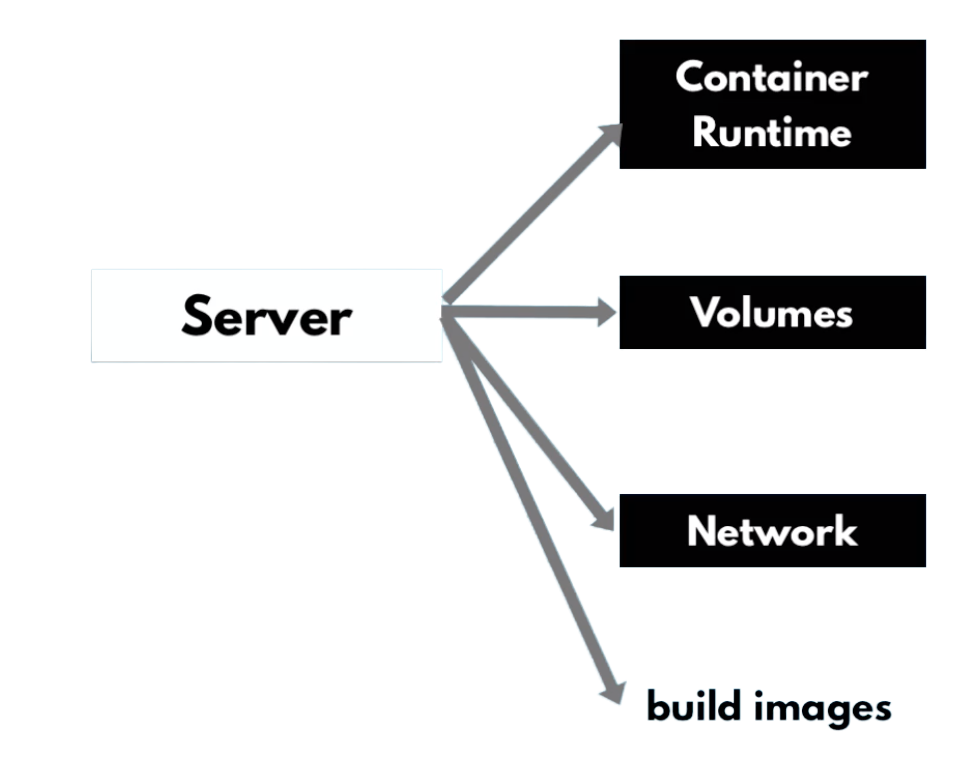 Container
Runtime
Server
Volumes
Network
build images